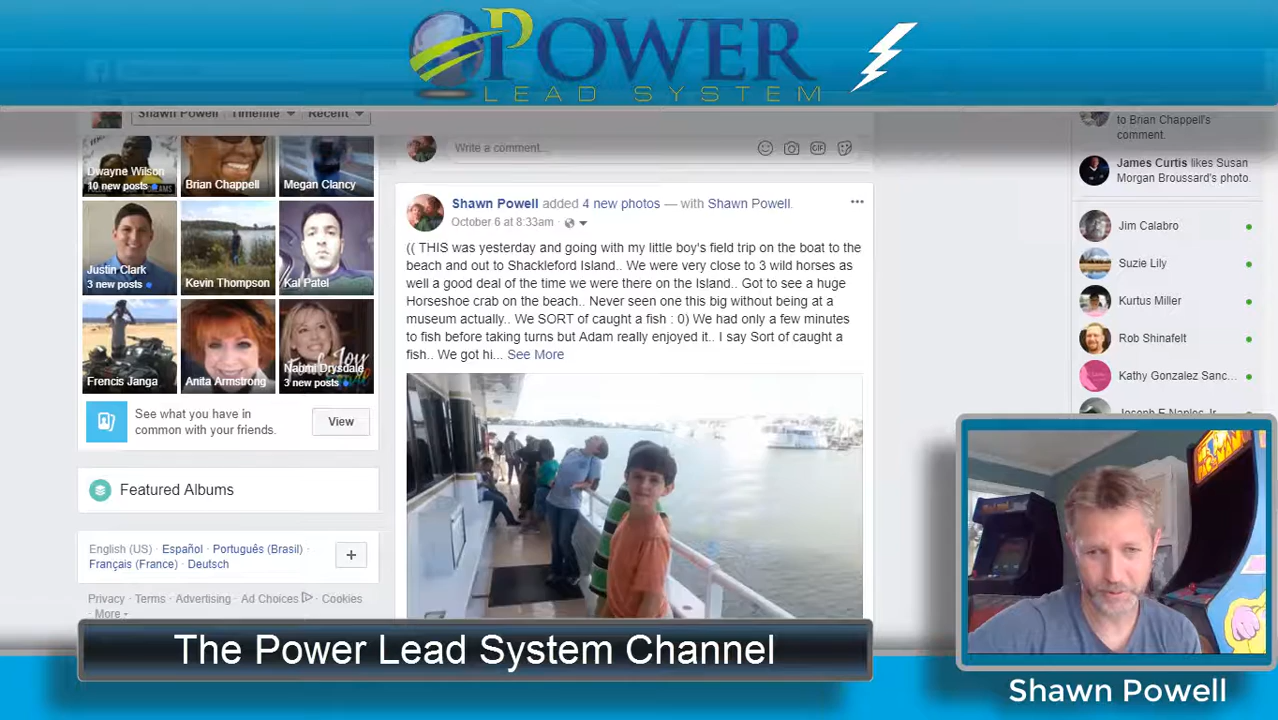 POWER
LEAD SYSTEM
Shawn Powell Timeline Recent
Dwayne Wilson
10 new posts
Brian Chappell
Megan Clancy
Justin Clark
3 new posts
Kevin Thompson
Kal Patel
Frencis Janga
Anita Armstrong
Naomi Drysdale
3 new posts
See what you have in
common with your friends.
View
Featured Albums
English (US) · Español · Português (Brasil) ·
Français (France) · Deutsch
Privacy · Terms · Advertising · Ad Choices · Cookies
· More
Write a comment...
GIF
Shawn Powell added 4 new photos — with Shawn Powell.
October 6 at 8:33am ·
(( THIS was yesterday and going with my little boy's field trip on the boat to the
beach and out to Shackleford Island.. We were very close to 3 wild horses as
well a good deal of the time we were there on the Island.. Got to see a huge
Horseshoe crab on the beach.. Never seen one this big without being at a
museum actually.. We SORT of caught a fish : 0) We had only a few minutes
to fish before taking turns but Adam really enjoyed it.. I say Sort of caught a
fish.. We got hi... See More
to Brian Chappell's
comment.
James Curtis likes Susan
Morgan Broussard's photo.
Jim Calabro
Suzie Lily
Kurtus Miller
Rob Shinafelt
Kathy Gonzalez Sanc...
Joseph E Naples Jr
The Power Lead System Channel
Shawn Powell